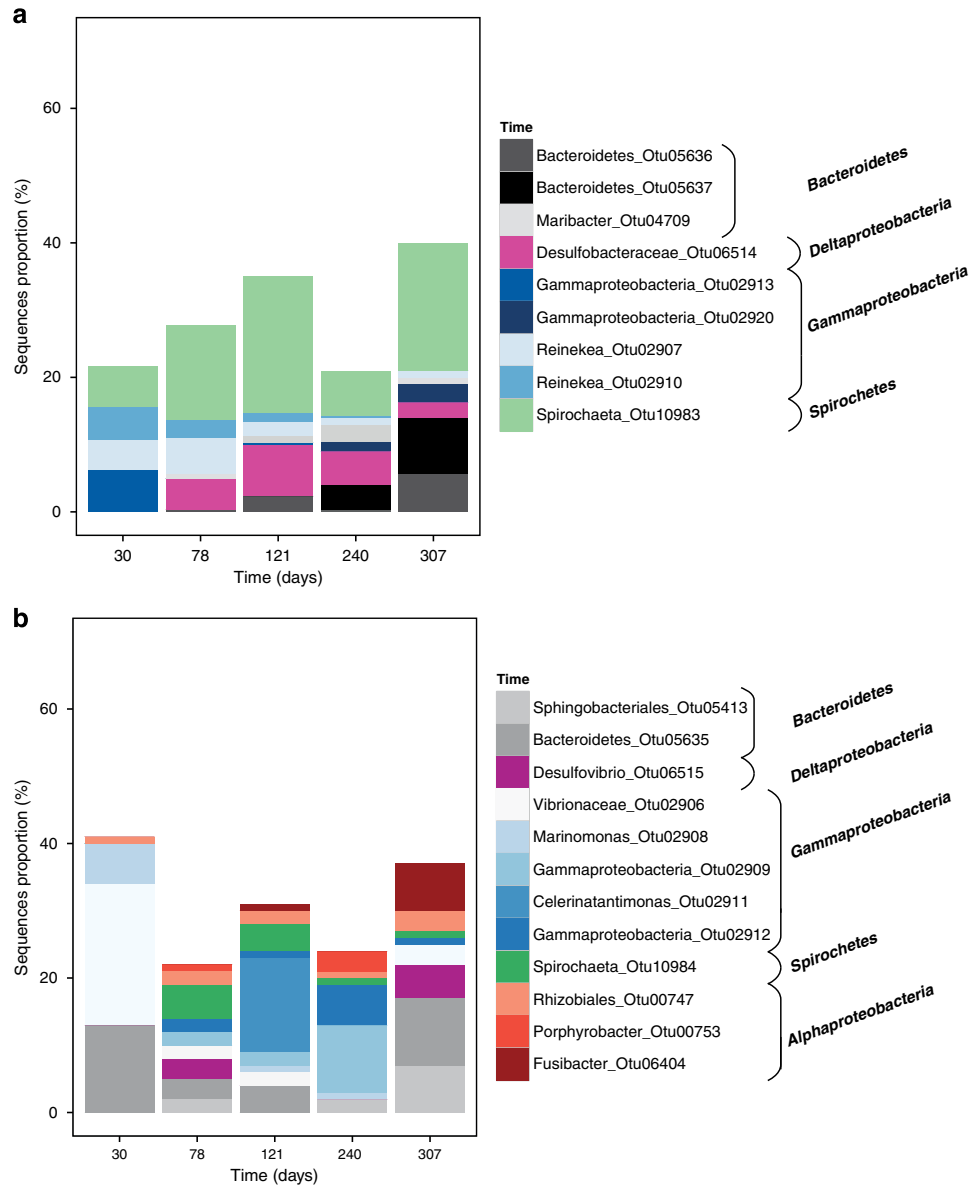 a
60
40
20
0
Sequences proportion (%)
30 78 121 240 307
Time (days)
Time
Bacteroidetes_Otu05636
Bacteroidetes_Otu05637
Maribacter_Otu04709
Desulfobacteraceae_Otu06514
Gammaproteobacteria_Otu02913
Gammaproteobacteria_Otu02920
Reinekea_Otu02907
Reinekea_Otu02910
Spirochaeta_Otu10983
Bacteroidetes
Deltaproteobacteria
Gammaproteobacteria
Spirochetes
b
60
40
20
0
Sequences proportion (%)
30 78 121 240 307
Time (days)
Time
Sphingobacteriales_Otu05413
Bacteroidetes_Otu05635
Desulfovibrio_Otu06515
Vibrionaceae_Otu02906
Marinomonas_Otu02908
Gammaproteobacteria_Otu02909
Celerinatantimonas_Otu02911
Gammaproteobacteria_Otu02912
Spirochaeta_Otu10984
Rhizobiales_Otu00747
Porphyrobacter_Otu00753
Fusibacter_Otu06404
Bacteroidetes
Deltaproteobacteria
Gammaproteobacteria
Spirochetes
Alphaproteobacteria